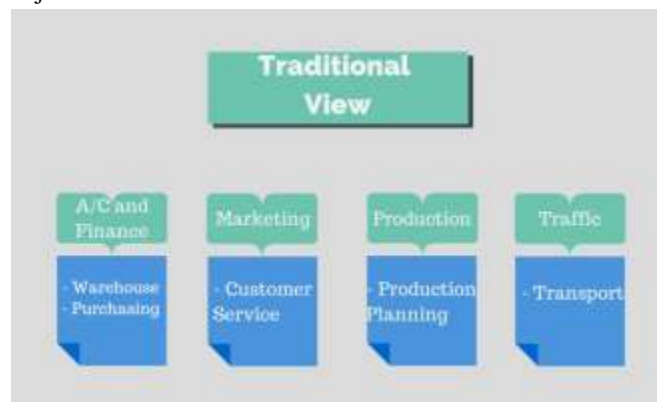 Traditional
View
A/C and
Finance
Marketing
Production
Traffic
- Warehouse
- Purchasing
- Customer
Service
- Production
Planning
- Transport